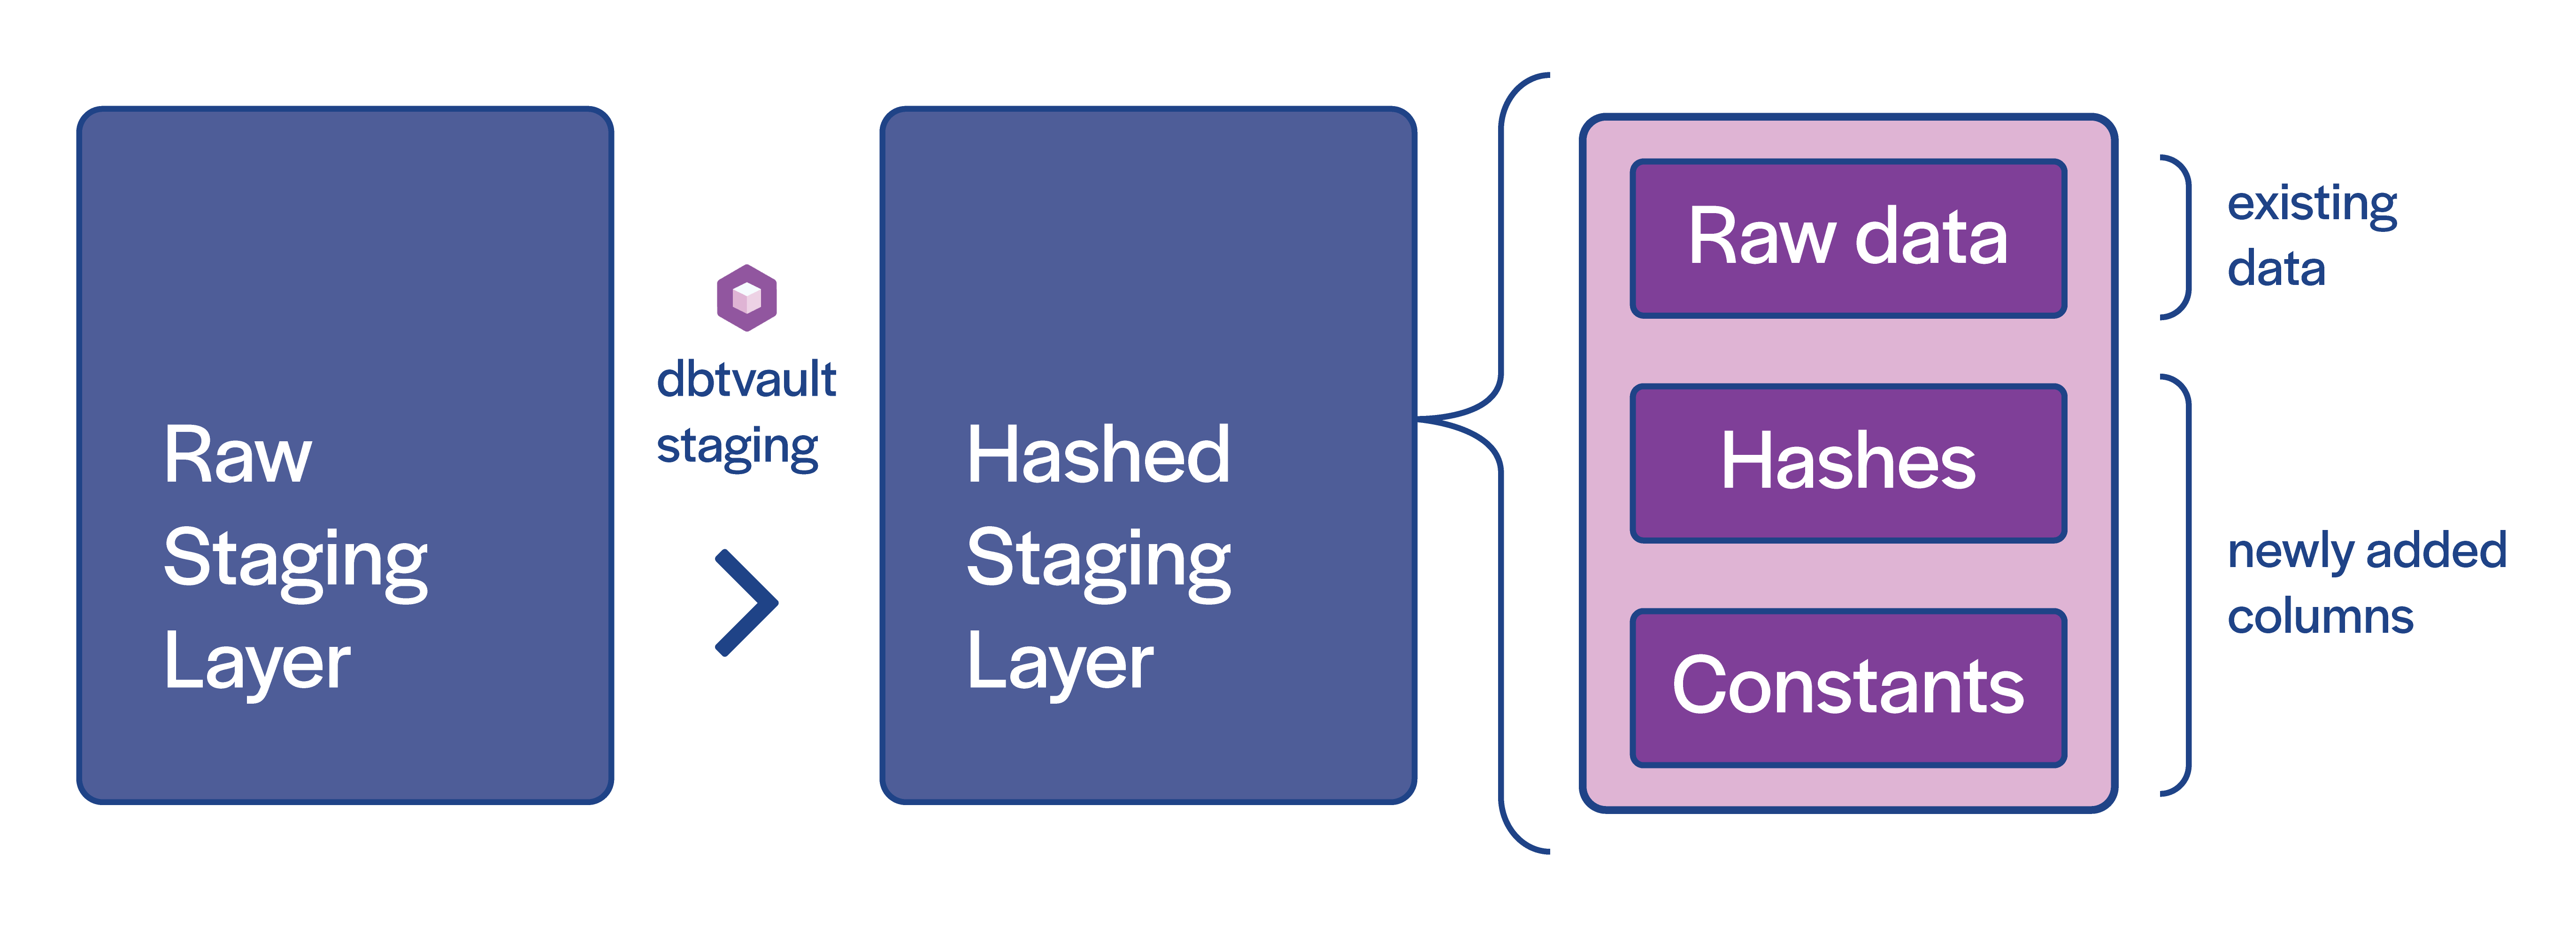 Raw
Staging
Layer
dbtvault
staging
Hashed
Staging
Layer
Raw data
Hashes
Constants
existing
data
newly added
columns